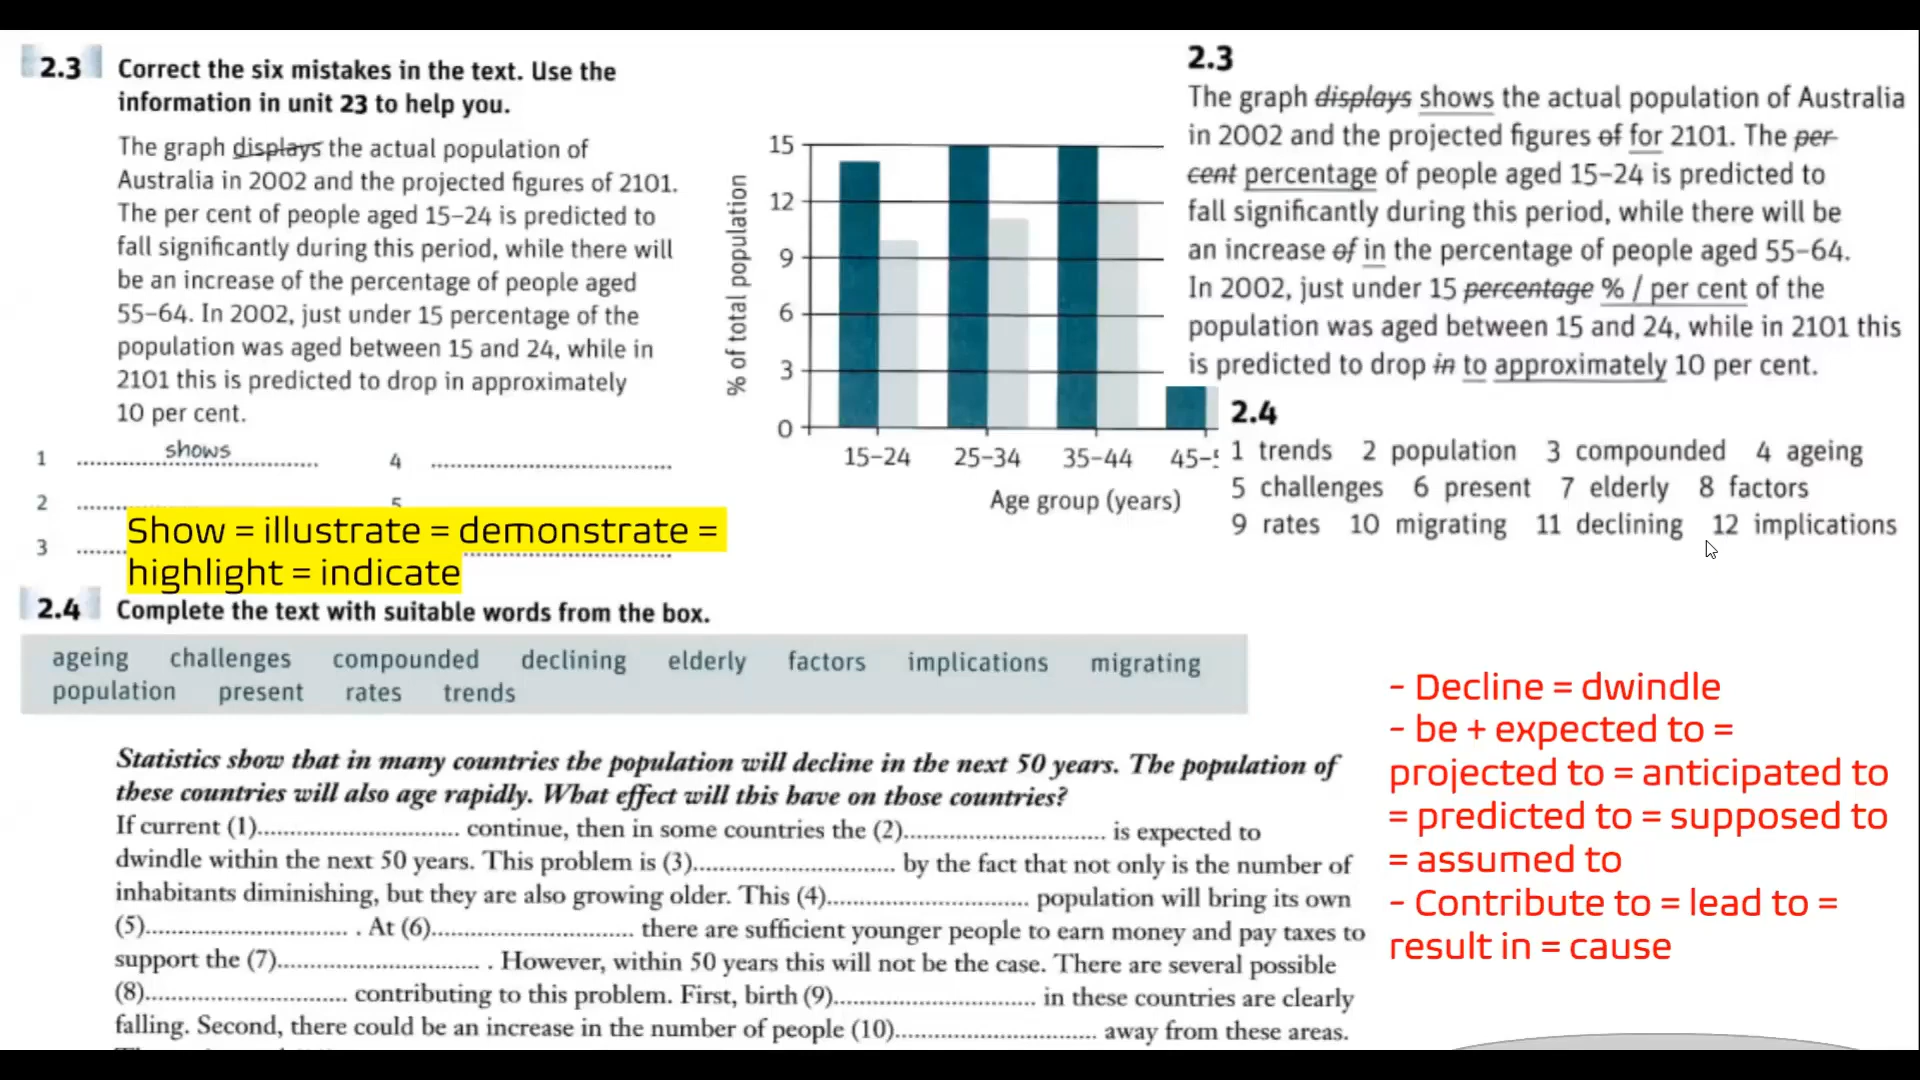 2.3 Correct the six mistakes in the text. Use the
information in unit 23 to help you.
The graph displays the actual population of
Australia in 2002 and the projected figures of 2101.
The per cent of people aged 15–24 is predicted to
fall significantly during this period, while there will
be an increase of the percentage of people aged
55–64. In 2002, just under 15 percentage of the
population was aged between 15 and 24, while in
2101 this is predicted to drop in approximately
10 per cent.
1 shows 4
2 5
3
Show = illustrate = demonstrate =
highlight = indicate
% of total population
15
12
9
6
3
0
15–24 25–34 35–44 45–
Age group (years)
2.3
The graph displays shows the actual population of Australia
in 2002 and the projected figures of for 2101. The per
cent percentage of people aged 15–24 is predicted to
fall significantly during this period, while there will be
an increase of in the percentage of people aged 55–64.
In 2002, just under 15 percentage % / per cent of the
population was aged between 15 and 24, while in 2101 this
is predicted to drop in to approximately 10 per cent.
2.4
1 trends 2 population 3 compounded 4 ageing
5 challenges 6 present 7 elderly 8 factors
9 rates 10 migrating 11 declining 12 implications
2.4 Complete the text with suitable words from the box.
ageing challenges compounded declining elderly factors implications migrating
population present rates trends
Statistics show that in many countries the population will decline in the next 50 years. The population of
these countries will also age rapidly. What effect will this have on those countries?
If current (1).............................. continue, then in some countries the (2).............................. is expected to
dwindle within the next 50 years. This problem is (3).............................. by the fact that not only is the number of
inhabitants diminishing, but they are also growing older. This (4).............................. population will bring its own
(5).............................. . At (6).............................. there are sufficient younger people to earn money and pay taxes to
support the (7).............................. . However, within 50 years this will not be the case. There are several possible
(8).............................. contributing to this problem. First, birth (9).............................. in these countries are clearly
falling. Second, there could be an increase in the number of people (10).............................. away from these areas.
- Decline = dwindle
- be + expected to =
projected to = anticipated to
= predicted to = supposed to
= assumed to
- Contribute to = lead to =
result in = cause